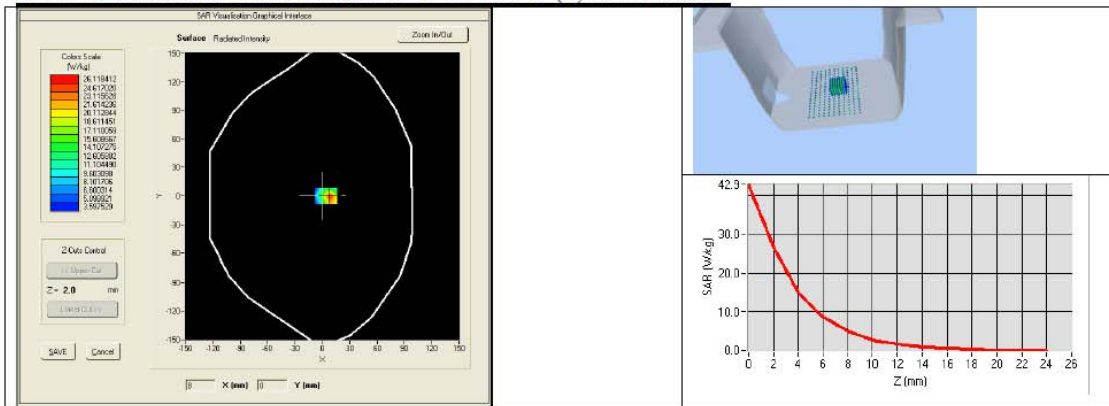 SAR Visualisation Graphical Interface
Surface Radiated Intensity
Zoom In/Out
Colors Scale
(W/kg)
26.118412
24.617020
23.115628
21.614236
20.112844
18.611451
17.110059
15.608667
14.107275
12.605882
11.104490
9.603098
8.101706
6.600314
5.098921
3.597529
150-
120-
90-
60-
30-
0-
-30-
-60-
-90-
-120-
-150-
Y
-150 -120 -90 -60 -30 0 30 60 90 120 150
X
Z-Cuts Control
Z = 2.0 mm
SAVE Cancel
8 X (mm) 0 Y (mm)
42.9-
30.0-
20.0-
10.0-
0.0-
SAR (W/kg)
0 2 4 6 8 10 12 14 16 18 20 22 24 26
Z (mm)